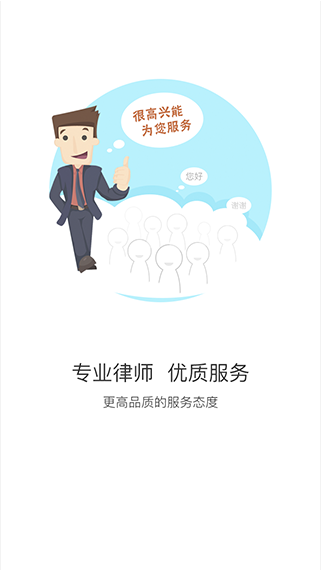 很高兴能
为您服务
您好
谢谢
专业律师 优质服务
更高品质的服务态度